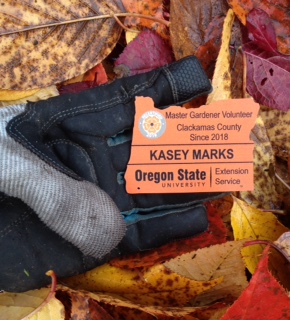 Master Gardener Volunteer
Clackamas County
Since 2018
KASEY MARKS
Oregon State Extension
UNIVERSITY Service